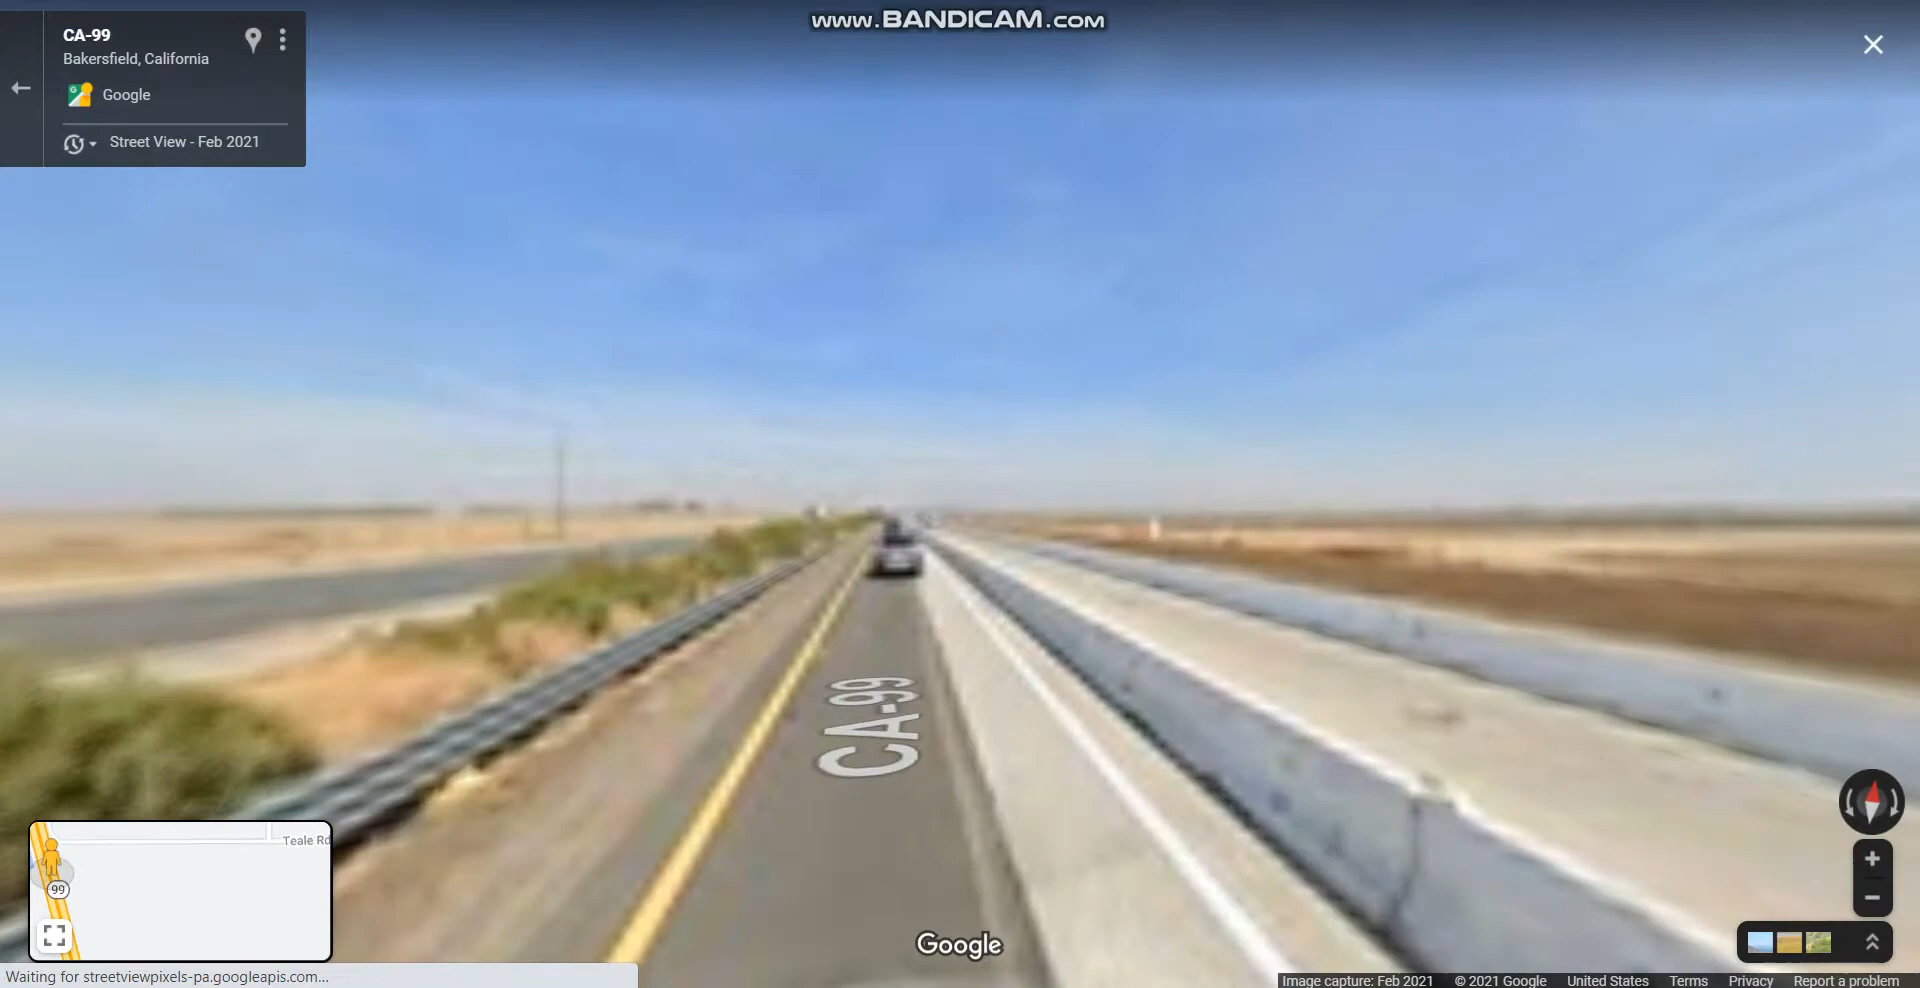 www.BANDICAM.com
CA-99
Bakersfield, California
Google
Street View - Feb 2021
CA-99
Teale Rd
99
Google
Waiting for streetviewpixels-pa.googleapis.com...
Image capture: Feb 2021 © 2021 Google United States Terms Privacy Report a problem